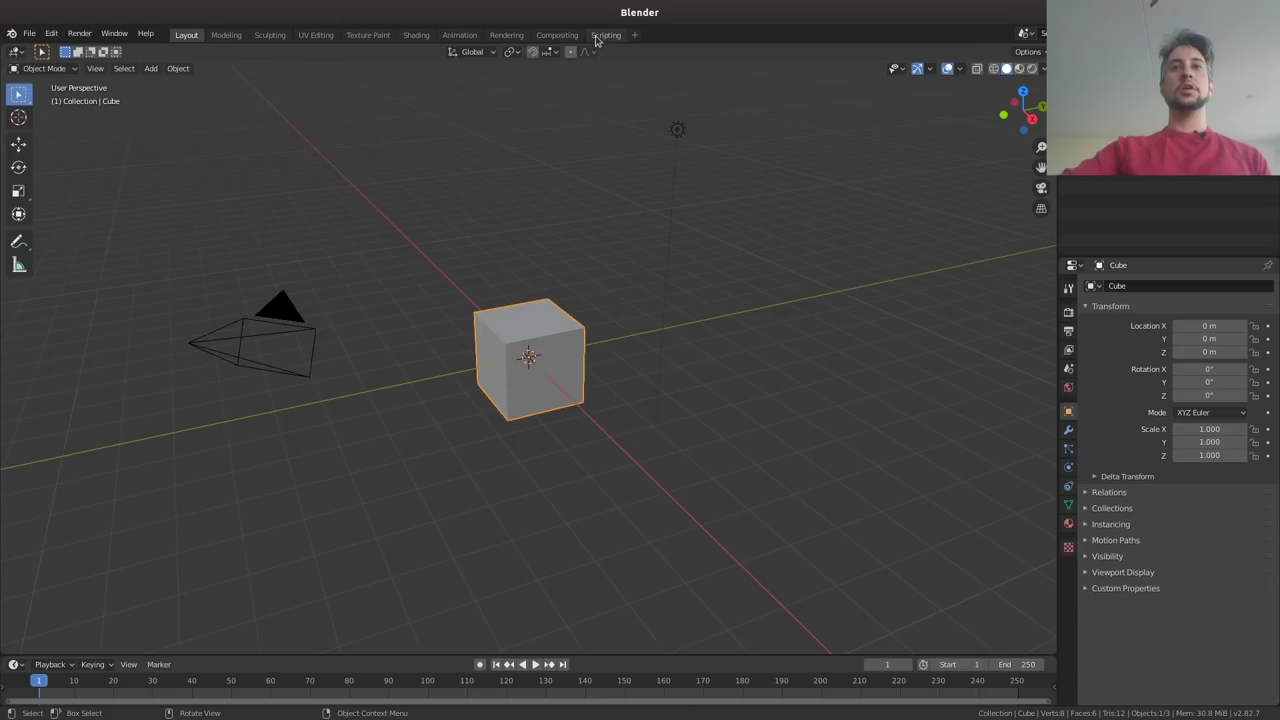 Blender
File Edit Render Window Help Layout Modeling Sculpting UV Editing Texture Paint Shading Animation Rendering Compositing Scripting
Global Options
Object Mode View Select Add Object
User Perspective
(1) Collection | Cube
Z
Y
X
Cube
Cube
Transform
Location X 0 m
Y 0 m
Z 0 m
Rotation X 0°
Y 0°
Z 0°
Mode XYZ Euler
Scale X 1.000
Y 1.000
Z 1.000
Delta Transform
Relations
Collections
Instancing
Motion Paths
Visibility
Viewport Display
Custom Properties
Playback Keying View Marker 1 Start 1 End 250
1 10 20 30 40 50 60 70 80 90 100 110 120 130 140 150 160 170 180 190 200 210 220 230 240 250
Select Box Select Rotate View Object Context Menu Collection | Cube | Verts:8 | Faces:6 | Tris:12 | Objects:1/3 | Mem: 30.8 MiB | v2.82.7